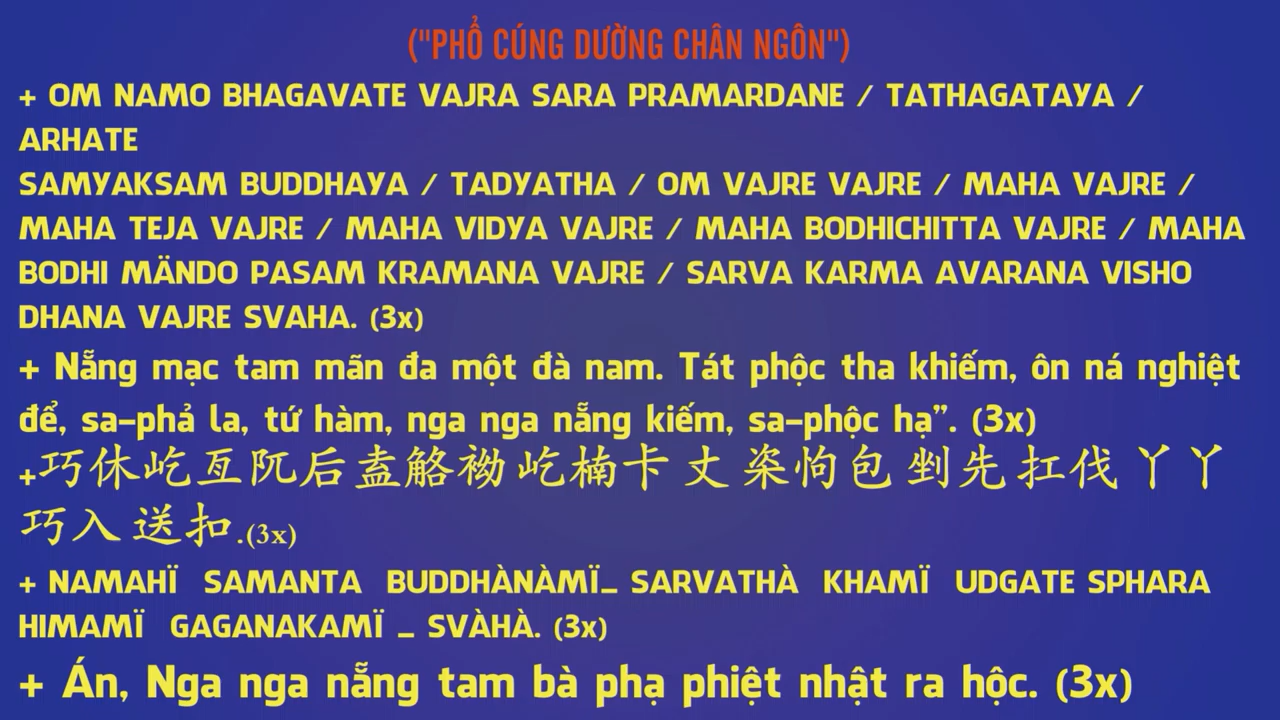 ("PHỔ CÚNG DƯỜNG CHÂN NGÔN")
+ OM NAMO BHAGAVATE VAJRA SARA PRAMARDANE / TATHAGATAYA /
ARHATE
SAMYAKSAM BUDDHAYA / TADYATHA / OM VAJRE VAJRE / MAHA VAJRE /
MAHA TEJA VAJRE / MAHA VIDYA VAJRE / MAHA BODHICHITTA VAJRE / MAHA
BODHI MÄNDO PASAM KRAMANA VAJRE / SARVA KARMA AVARANA VISHO
DHANA VAJRE SVAHA. (3x)
+ Nẵng mạc tam mãn đa một đà nam. Tát phộc tha khiếm, ôn ná nghiệt
để, sa-phả la, tứ hàm, nga nga nẵng kiếm, sa-phộc hạ”. (3x)
+巧休屹亙阢后盍觡袎屹楠卡丈栥怐包剉先扛伐丫丫
巧入送扣.(3x)
+ NAMAHÏ SAMANTA BUDDHÀNÀMÏ_ SARVATHÀ KHAMÏ UDGATE SPHARA
HIMAMÏ GAGANAKAMÏ _ SVÀHÀ. (3x)
+ Án, Nga nga nẵng tam bà phạ phiệt nhật ra hộc. (3x)